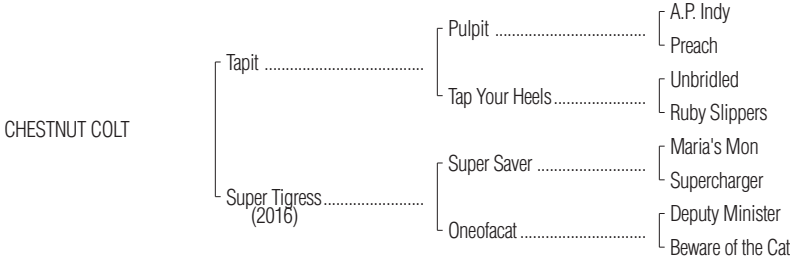 A.P. Indy
Pulpit ......................................
Preach
Tapit ........................................
Unbridled
Tap Your Heels .......................
Ruby Slippers
CHESTNUT COLT
Maria's Mon
Super Saver ...........................
Supercharger
Super Tigress .........................
(2016)
Deputy Minister
Oneofacat ...............................
Beware of the Cat